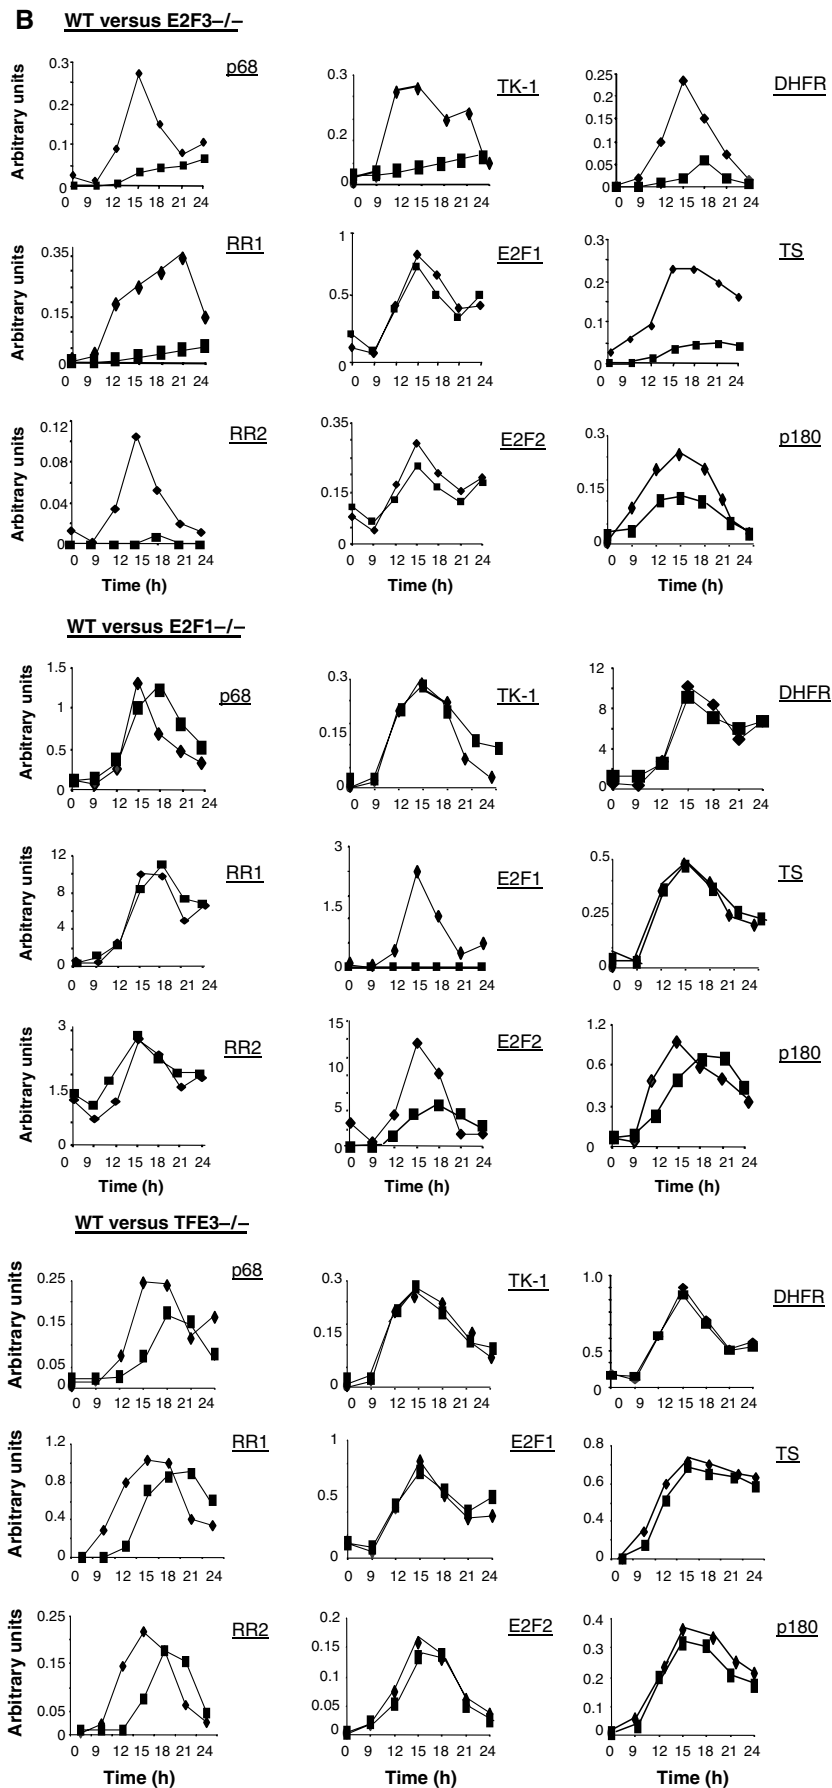 B WT versus E2F3–/–
p68
TK-1
DHFR
Arbitrary units
0.3
0.2
0.1
0
0 9 12 15 18 21 24
0.3
0.2
0
0 9 12 15 18 21 24
0.25
0.2
0.15
0.1
0.05
0
0 9 12 15 18 21 24
RR1
E2F1
TS
Arbitrary units
0.35
0.15
0
0 9 12 15 18 21 24
1
0.5
0
0 9 12 15 18 21 24
0.3
0.2
0.1
0
0 9 12 15 18 21 24
RR2
E2F2
p180
Arbitrary units
0.12
0.08
0.04
0
0 9 12 15 18 21 24
0.35
0.15
0
0 9 12 15 18 21 24
0.3
0.15
0
0 9 12 15 18 21 24
Time (h) Time (h) Time (h)
WT versus E2F1–/–
p68
TK-1
DHFR
Arbitrary units
1.5
1
0.5
0
0 9 12 15 18 21 24
0.3
0.15
0
0 9 12 15 18 21 24
12
8
4
0
0 9 12 15 18 21 24
RR1
E2F1
TS
Arbitrary units
12
8
4
0
0 9 12 15 18 21 24
3
1.5
0
0 9 12 15 18 21 24
0.5
0.25
0
0 9 12 15 18 21 24
RR2
E2F2
p180
Arbitrary units
3
1.5
0
0 9 12 15 18 21 24
15
10
5
0
0 9 12 15 18 21 24
1.2
0.6
0.3
0
0 9 12 15 18 21 24
Time (h) Time (h) Time (h)
WT versus TFE3–/–
p68
TK-1
DHFR
Arbitrary units
0.25
0.15
0.05
0
0 9 12 15 18 21 24
0.3
0.15
0
0 9 12 15 18 21 24
1.0
0.5
0
0 9 12 15 18 21 24
RR1
E2F1
TS
Arbitrary units
1.2
0.8
0.4
0
0 9 12 15 18 21 24
1
0.5
0
0 9 12 15 18 21 24
0.8
0.6
0.4
0.2
0
0 9 12 15 18 21 24
RR2
E2F2
p180
Arbitrary units
0.25
0.15
0.05
0
0 9 12 15 18 21 24
0.2
0.15
0.1
0.05
0
0 9 12 15 18 21 24
0.4
0.3
0.2
0.1
0
0 9 12 15 18 21 24
Time (h) Time (h) Time (h)